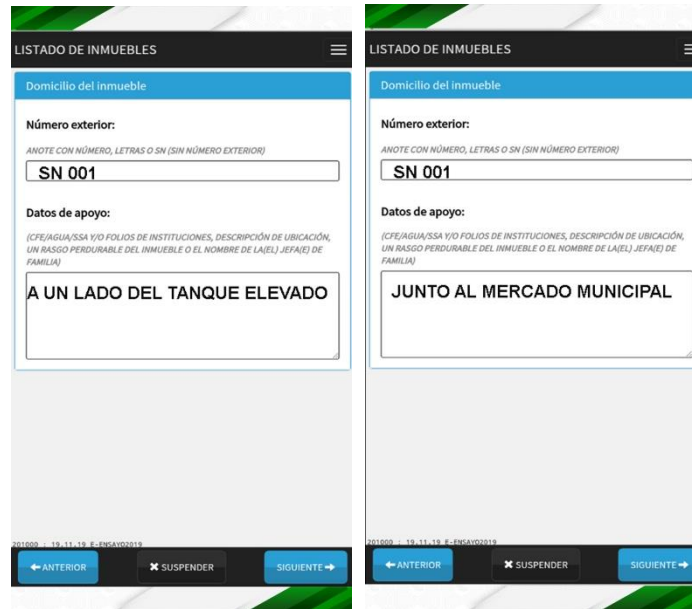 LISTADO DE INMUEBLES
Domicilio del inmueble
Número exterior:
ANOTE CON NÚMERO, LETRAS O SN (SIN NÚMERO EXTERIOR)
SN 001
Datos de apoyo:
(CFE/AGUA/SSA Y/O FOLIOS DE INSTITUCIONES, DESCRIPCIÓN DE UBICACIÓN,
UN RASGO PERDURABLE DEL INMUEBLE O EL NOMBRE DE LA(EL) JEFA(E) DE
FAMILIA)
A UN LADO DEL TANQUE ELEVADO
201000 : 19.11.19 E-ENSAYO2019
ANTERIOR
SUSPENDER
SIGUIENTE
LISTADO DE INMUEBLES
Domicilio del inmueble
Número exterior:
ANOTE CON NÚMERO, LETRAS O SN (SIN NÚMERO EXTERIOR)
SN 001
Datos de apoyo:
(CFE/AGUA/SSA Y/O FOLIOS DE INSTITUCIONES, DESCRIPCIÓN DE UBICACIÓN,
UN RASGO PERDURABLE DEL INMUEBLE O EL NOMBRE DE LA(EL) JEFA(E) DE
FAMILIA)
JUNTO AL MERCADO MUNICIPAL
201000 : 19.11.19 E-ENSAYO2019
ANTERIOR
SUSPENDER
SIGUIENTE